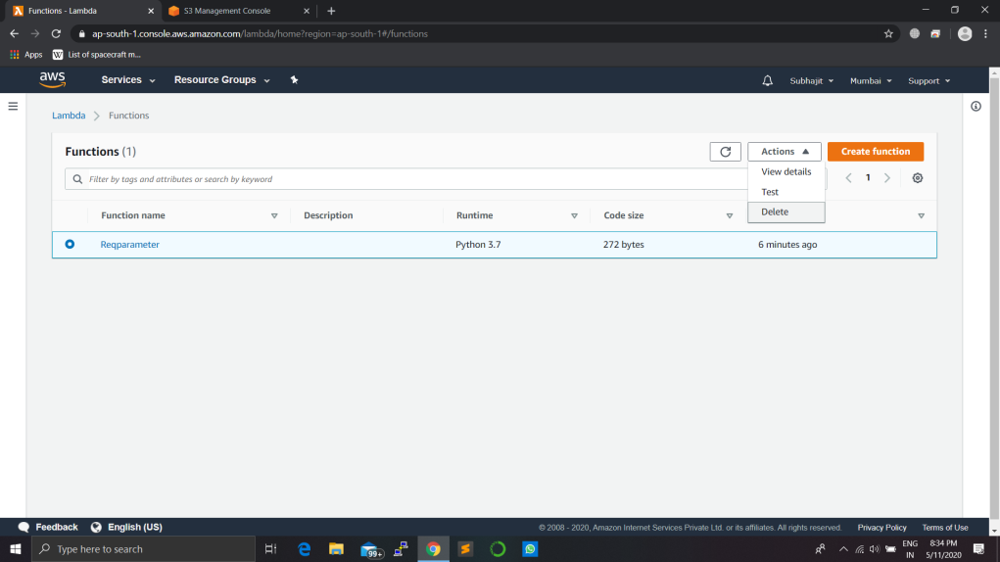 Functions - Lambda
S3 Management Console
ap-south-1.console.aws.amazon.com/lambda/home?region=ap-south-1#/functions
Apps
W List of spacecraft m...
aws Services Resource Groups Subhajit Mumbai Support
Lambda > Functions
Functions (1)
Actions
Create function
Filter by tags and attributes or search by keyword
1
View details
Test
Delete
Function name Description Runtime Code size
Reqparameter Python 3.7 272 bytes 6 minutes ago
Feedback English (US) © 2008 - 2020, Amazon Internet Services Private Ltd. or its affiliates. All rights reserved. Privacy Policy Terms of Use
Type here to search
99+
ENG
IN
8:34 PM
5/11/2020